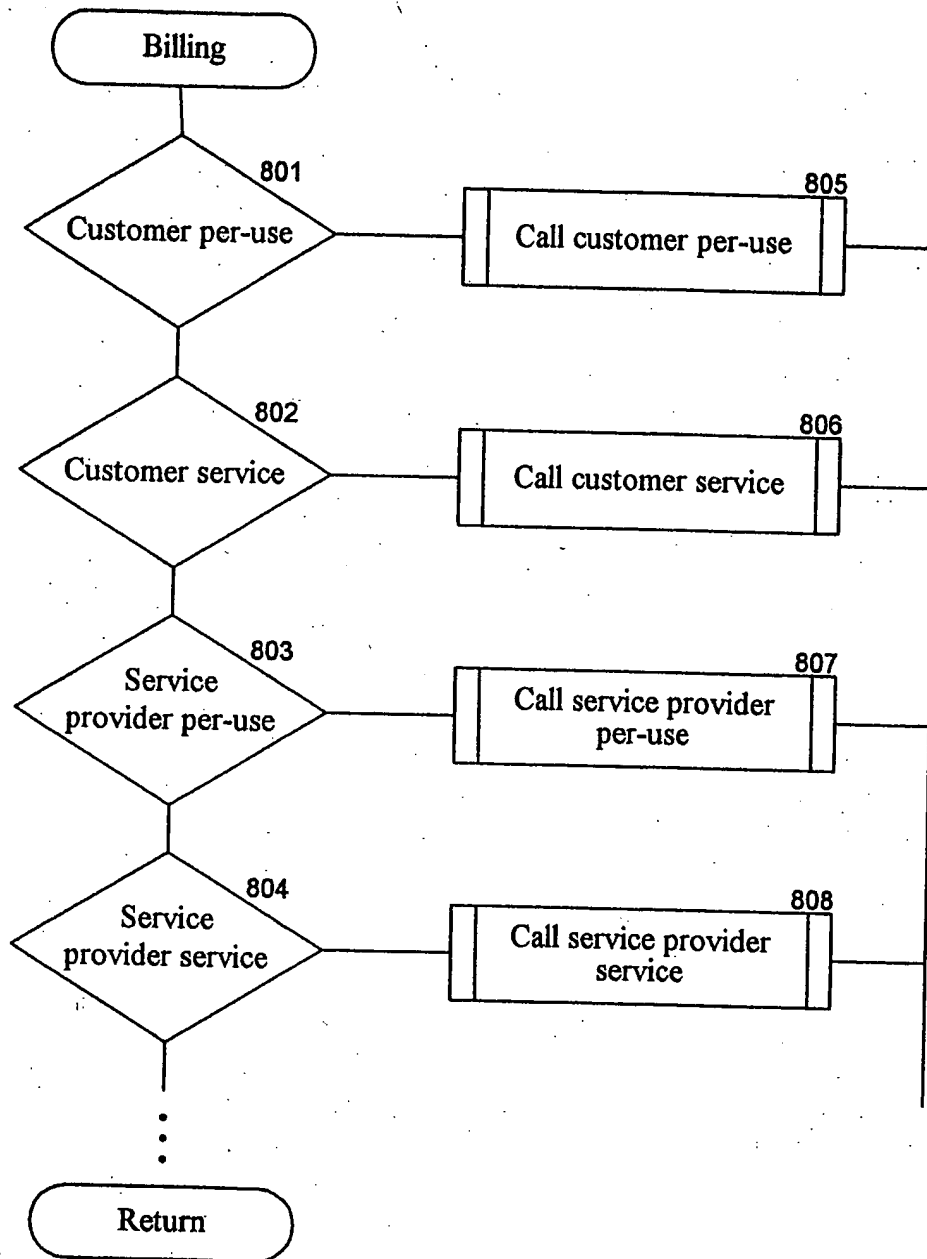 Billing
801
Customer per-use
805
Call customer per-use
802
Customer service
806
Call customer service
803
Service
provider per-use
807
Call service provider
per-use
804
Service
provider service
808
Call service provider
service
Return